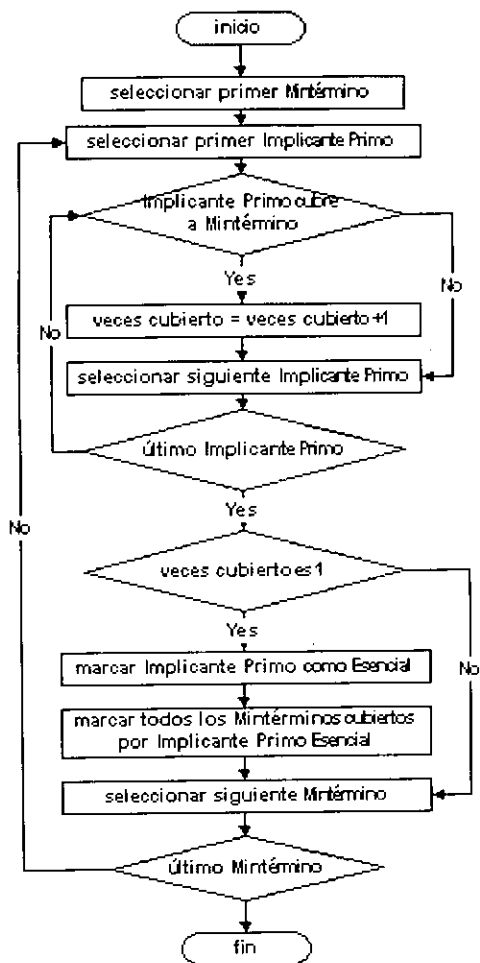 inicio
seleccionar primer Mintérmino
seleccionar primer Implicante Primo
Implicante Primo cubre
a Mintérmino
Yes
No
No
veces cubierto = veces cubierto +1
seleccionar siguiente Implicante Primo
último Implicante Primo
Yes
No
veces cubierto es 1
Yes
No
marcar Implicante Primo como Esencial
marcar todos los Mintérminos cubiertos
por Implicante Primo Esencial
seleccionar siguiente Mintérmino
último Mintérmino
fin